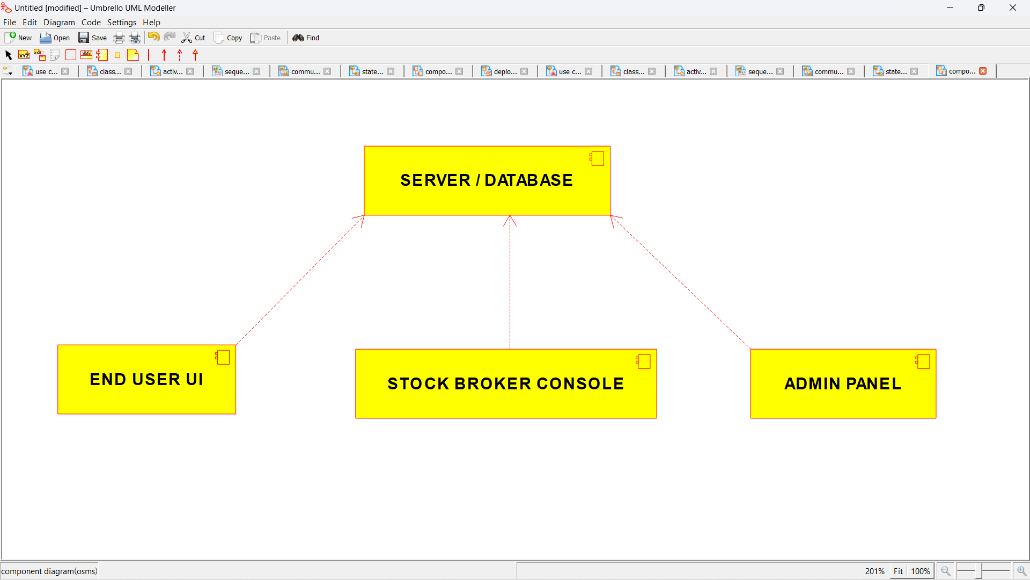 Untitled [modified] – Umbrello UML Modeller
File Edit Diagram Code Settings Help
New Open Save Cut Copy Paste Find
use c... class... activ... seque... commu... state... compo... deplo... use c... class... activ... seque... commu... state... compo...
SERVER / DATABASE
END USER UI
STOCK BROKER CONSOLE
ADMIN PANEL
component diagram(osms) 201% Fit 100%